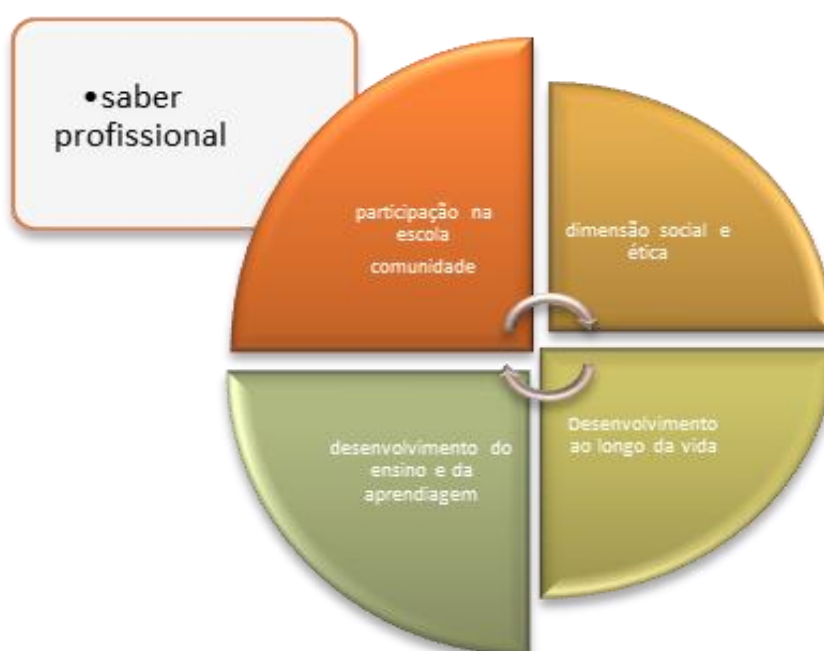 •saber
profissional
participação na
escola
comunidade
dimensão social e
ética
desenvolvimento do
ensino e da
aprendiagem
Desenvolvimento
ao longo da vida